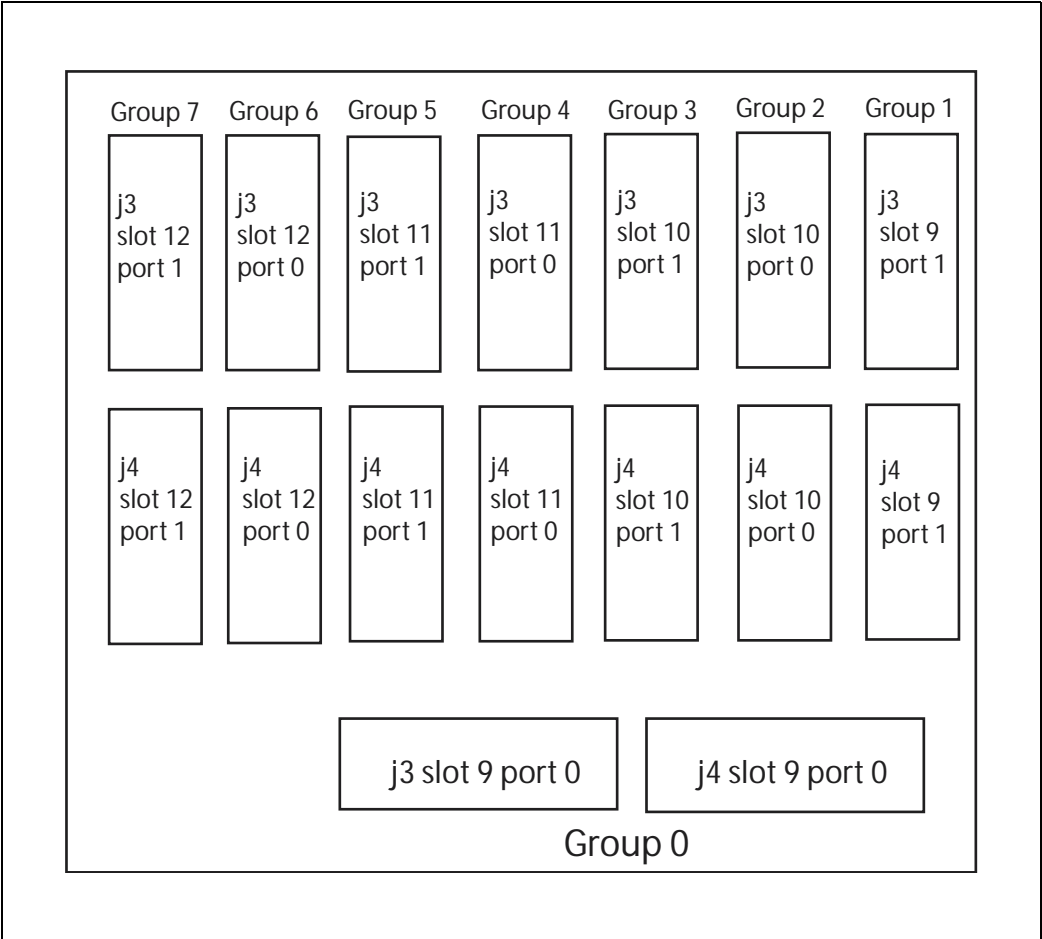 Group 7
Group 6
Group 5
Group 4
Group 3
Group 2
Group 1
j3
slot 12
port 1
j3
slot 12
port 0
j3
slot 11
port 1
j3
slot 11
port 0
j3
slot 10
port 1
j3
slot 10
port 0
j3
slot 9
port 1
j4
slot 12
port 1
j4
slot 12
port 0
j4
slot 11
port 1
j4
slot 11
port 0
j4
slot 10
port 1
j4
slot 10
port 0
j4
slot 9
port 1
j3 slot 9 port 0
j4 slot 9 port 0
Group 0